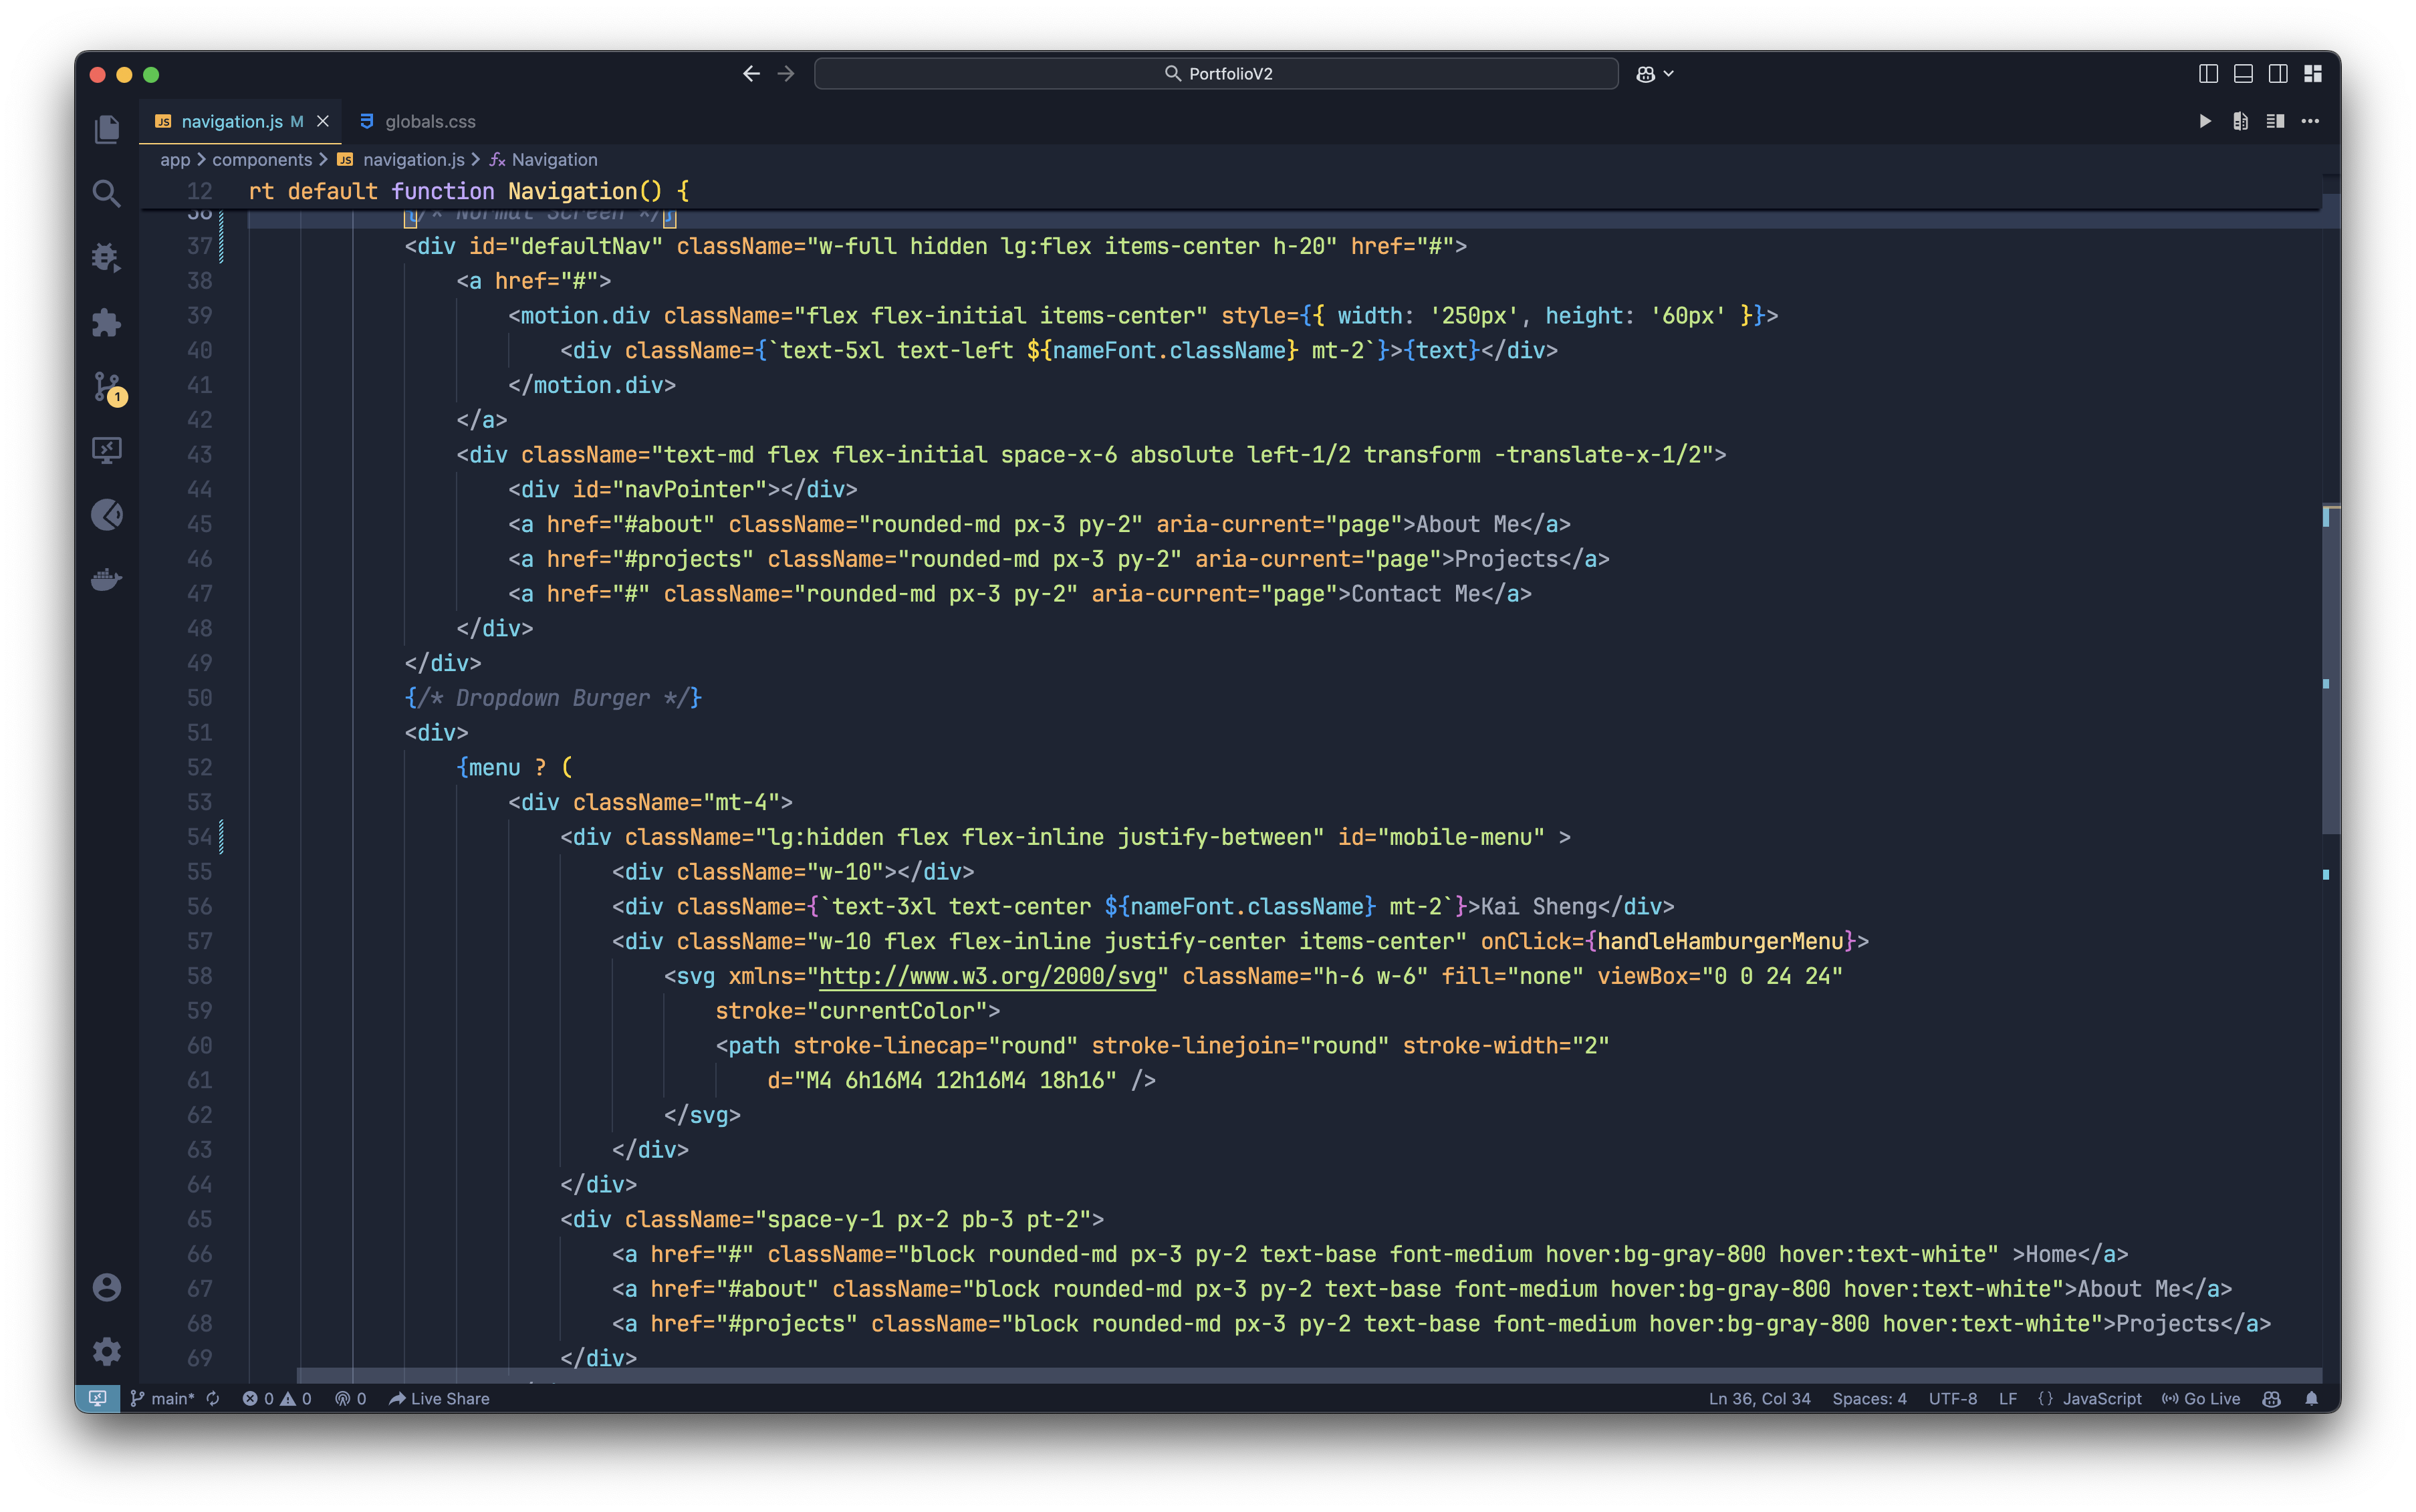 PortfolioV2
JS navigation.js M
globals.css
app > components > JS navigation.js > Navigation
12 rt default function Navigation() {
36 {/* Normal Screen */}
37 <div id="defaultNav" className="w-full hidden lg:flex items-center h-20" href="#">
38 <a href="#">
39 <motion.div className="flex flex-initial items-center" style={{ width: '250px', height: '60px' }}>
40 <div className={`text-5xl text-left ${nameFont.className} mt-2`}>{text}</div>
41 </motion.div>
42 </a>
43 <div className="text-md flex flex-initial space-x-6 absolute left-1/2 transform -translate-x-1/2">
44 <div id="navPointer"></div>
45 <a href="#about" className="rounded-md px-3 py-2" aria-current="page">About Me</a>
46 <a href="#projects" className="rounded-md px-3 py-2" aria-current="page">Projects</a>
47 <a href="#" className="rounded-md px-3 py-2" aria-current="page">Contact Me</a>
48 </div>
49 </div>
50 {/* Dropdown Burger */}
51 <div>
52 {menu ? (
53 <div className="mt-4">
54 <div className="lg:hidden flex flex-inline justify-between" id="mobile-menu" >
55 <div className="w-10"></div>
56 <div className={`text-3xl text-center ${nameFont.className} mt-2`}>Kai Sheng</div>
57 <div className="w-10 flex flex-inline justify-center items-center" onClick={handleHamburgerMenu}>
58 <svg xmlns="http://www.w3.org/2000/svg" className="h-6 w-6" fill="none" viewBox="0 0 24 24"
59 stroke="currentColor">
60 <path stroke-linecap="round" stroke-linejoin="round" stroke-width="2"
61 d="M4 6h16M4 12h16M4 18h16" />
62 </svg>
63 </div>
64 </div>
65 <div className="space-y-1 px-2 pb-3 pt-2">
66 <a href="#" className="block rounded-md px-3 py-2 text-base font-medium hover:bg-gray-800 hover:text-white" >Home</a>
67 <a href="#about" className="block rounded-md px-3 py-2 text-base font-medium hover:bg-gray-800 hover:text-white">About Me</a>
68 <a href="#projects" className="block rounded-md px-3 py-2 text-base font-medium hover:bg-gray-800 hover:text-white">Projects</a>
69 </div>
1
main* 0 0 0 Live Share Ln 36, Col 34 Spaces: 4 UTF-8 LF {} JavaScript Go Live